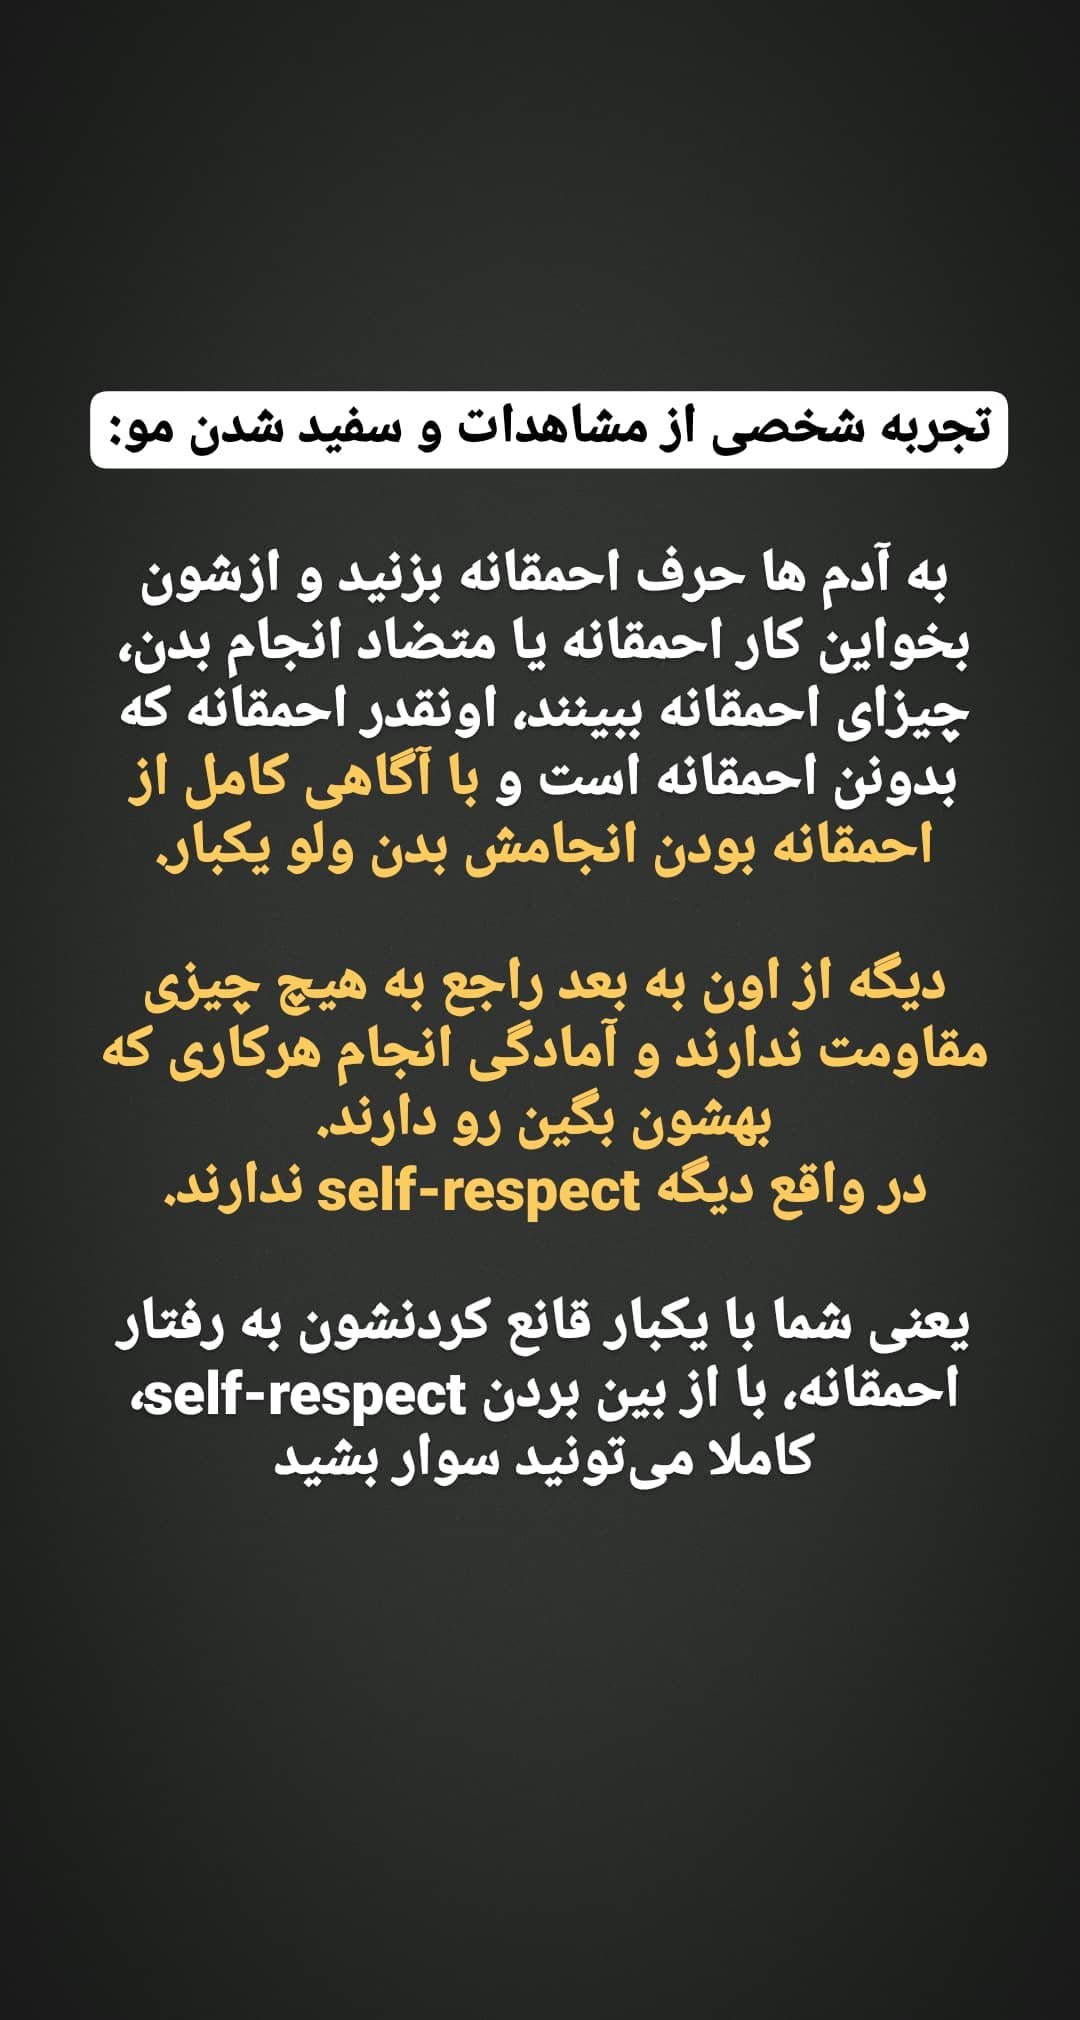 تجربه شخصی از مشاهدات و سفید شدن مو:
به آدم ها حرف احمقانه بزنید و ازشون
بخواین کار احمقانه یا متضاد انجام بدن،
چیزای احمقانه ببینند، اونقدر احمقانه که
بدونن احمقانه است و با آگاهی کامل از
احمقانه بودن انجامش بدن ولو یکبار.
دیگه از اون به بعد راجع به هیچ چیزی
مقاومت ندارند و آمادگی انجام هرکاری که
بهشون بگین رو دارند.
در واقع دیگه self-respect ندارند.
یعنی شما با یکبار قانع کردنشون به رفتار
احمقانه، با از بین بردن self-respect،
کاملا می‌تونید سوار بشید